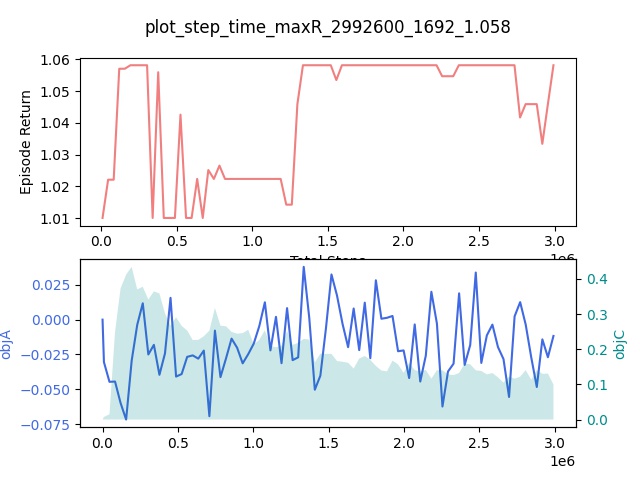 plot_step_time_maxR_2992600_1692_1.058
1.06
1.05
1.04
1.03
1.02
1.01
Episode Return
0.0 0.5 1.0 1.5 2.0 2.5 3.0
Total Steps
1e6
0.025
0.000
−0.025
−0.050
−0.075
objA
0.4
0.3
0.2
0.1
0.0
objC
0.0 0.5 1.0 1.5 2.0 2.5 3.0
1e6